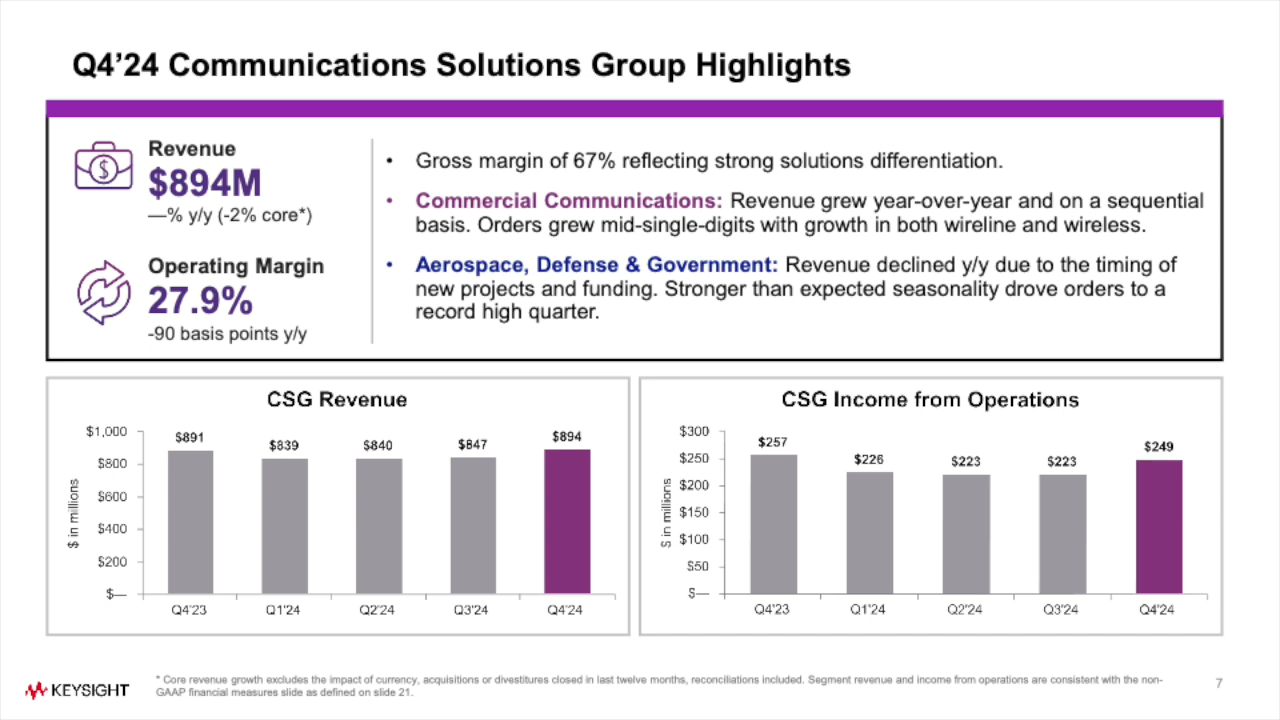 Q4’24 Communications Solutions Group Highlights
Revenue
$894M
—% y/y (-2% core*)
Operating Margin
27.9%
-90 basis points y/y
• Gross margin of 67% reflecting strong solutions differentiation.
• Commercial Communications: Revenue grew year-over-year and on a sequential
basis. Orders grew mid-single-digits with growth in both wireline and wireless.
• Aerospace, Defense & Government: Revenue declined y/y due to the timing of
new projects and funding. Stronger than expected seasonality drove orders to a
record high quarter.
CSG Revenue
$ in millions
$1,000
$800
$600
$400
$200
$—
$891
$839
$840
$847
$894
Q4'23
Q1'24
Q2'24
Q3'24
Q4'24
CSG Income from Operations
$ in millions
$300
$250
$200
$150
$100
$50
$—
$257
$226
$223
$223
$249
Q4'23
Q1'24
Q2'24
Q3'24
Q4'24
KEYSIGHT
* Core revenue growth excludes the impact of currency, acquisitions or divestitures closed in last twelve months, reconciliations included. Segment revenue and income from operations are consistent with the non-
GAAP financial measures slide as defined on slide 21.
7